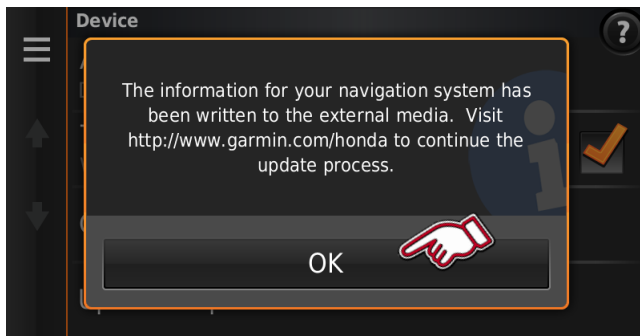 Device
?
The information for your navigation system has
been written to the external media.  Visit
http://www.garmin.com/honda to continue the
update process.
OK